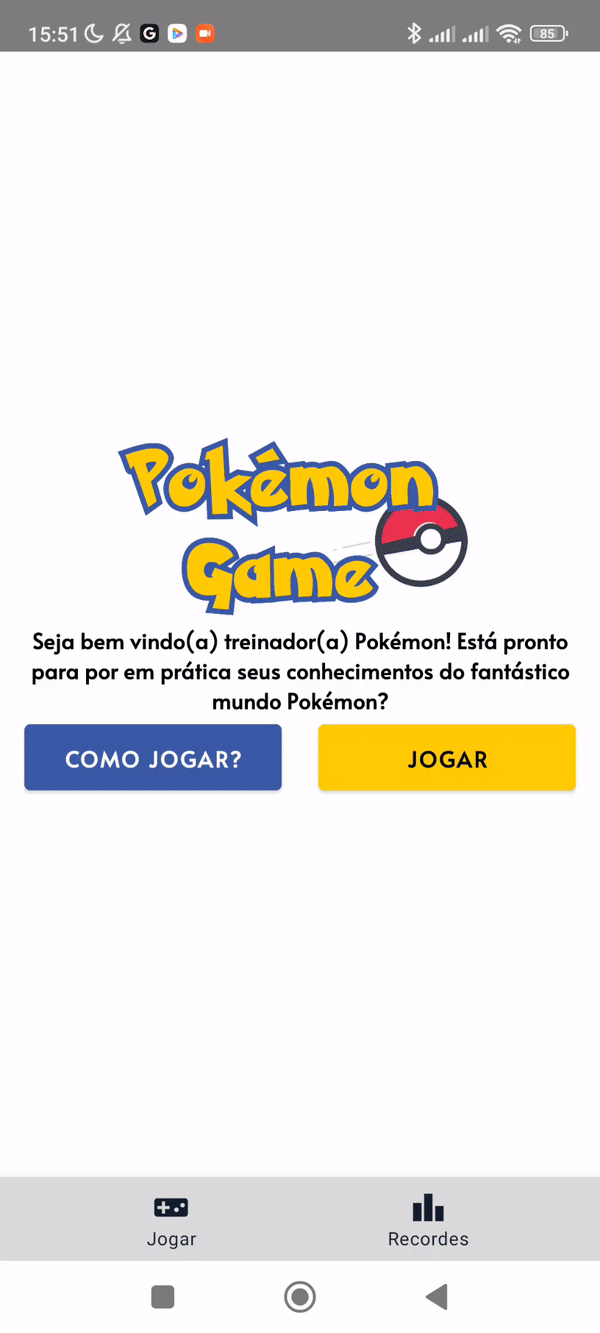 15:51
85
Pokémon
Game
Seja bem vindo(a) treinador(a) Pokémon! Está pronto
para por em prática seus conhecimentos do fantástico
mundo Pokémon?
COMO JOGAR?
JOGAR
Jogar
Recordes